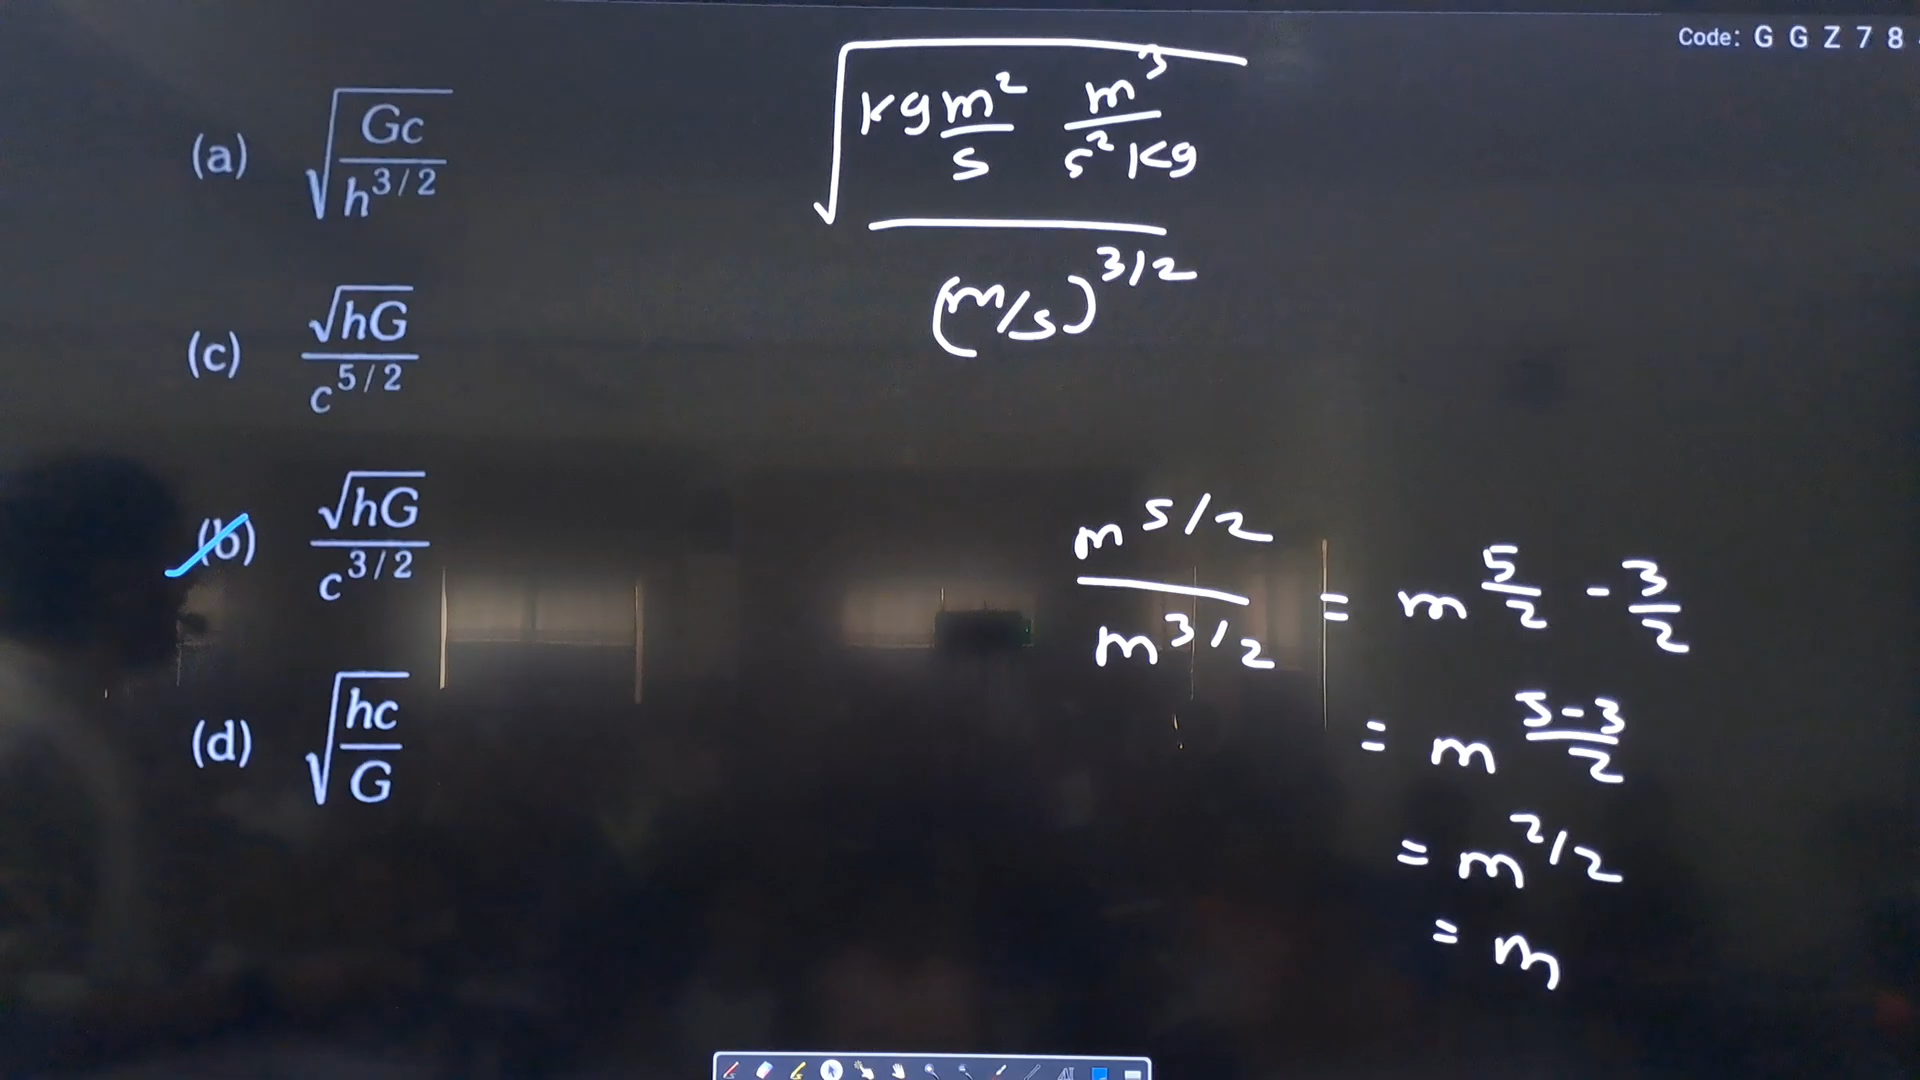 Code: G G Z 7 8
(a) √(Gc / h^3/2)
(c) √hG / c^5/2
(b) √hG / c^3/2
(d) √(hc / G)
√(kg m² / s  m³ / s² kg)
(m/s)^3/2
m^5/2 / m^3/2 = m^(5/2 - 3/2)
= m^((5-3)/2)
= m^2/2
= m